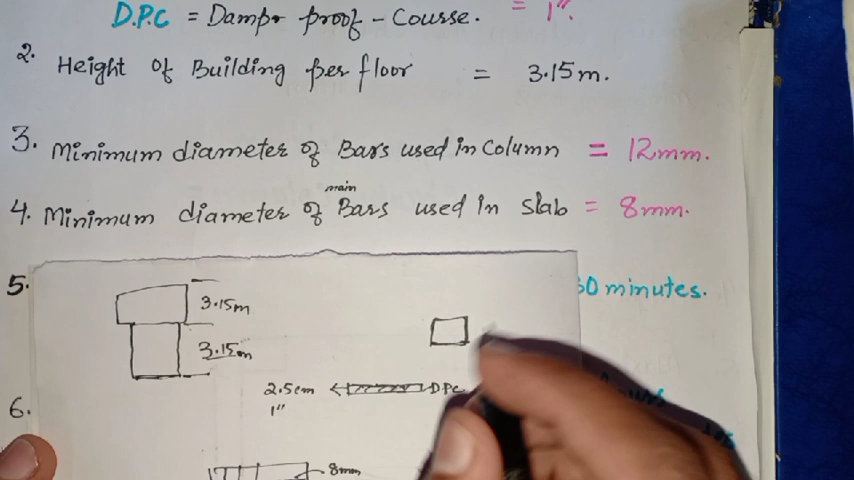 D.P.C = Dampr proof - Course. = 1".
2. Height of Building per floor = 3.15m.
3. Minimum diameter of Bars used in column = 12mm.
main
4. Minimum diameter of Bars used in slab = 8mm.
5. 30 minutes.
3.15m
3.15m
2.5cm DPC
1"
6.
8mm